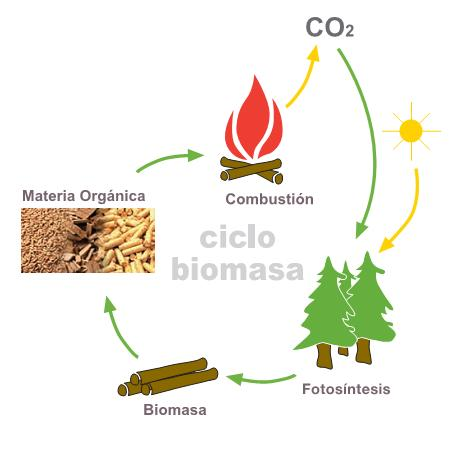 CO2
Materia Orgánica
Combustión
ciclo
biomasa
Fotosíntesis
Biomasa